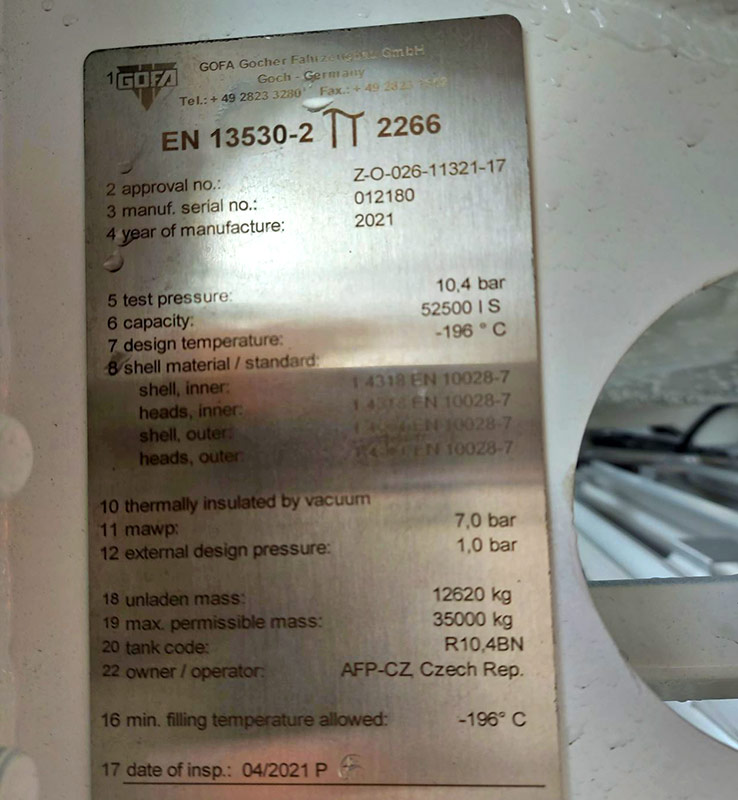 1 GOFA GOFA Gocher Fahrzeugbau GmbH
Goch - Germany
Tel.: + 49 2823 3280 Fax.: + 49 2823
EN 13530-2 π 2266
2 approval no.: Z-O-026-11321-17
3 manuf. serial no.: 012180
4 year of manufacture: 2021
5 test pressure: 10,4 bar
6 capacity: 52500 l S
7 design temperature: -196 ° C
8 shell material / standard:
shell, inner: 1.4318 EN 10028-7
heads, inner: EN 10028-7
shell, outer: EN 10028-7
heads, outer: EN 10028-7
10 thermally insulated by vacuum
11 mawp: 7,0 bar
12 external design pressure: 1,0 bar
18 unladen mass: 12620 kg
19 max. permissible mass: 35000 kg
20 tank code: R10,4BN
22 owner / operator: AFP-CZ, Czech Rep.
16 min. filling temperature allowed: -196° C
17 date of insp.: 04/2021 P